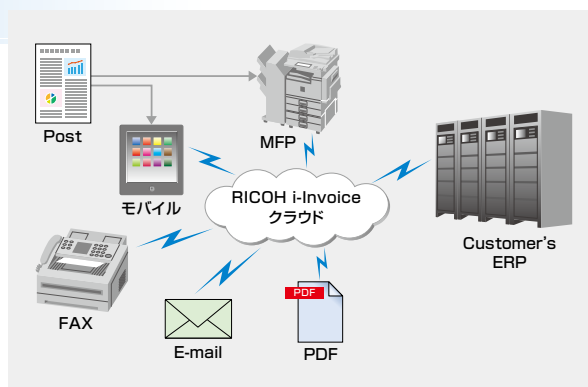 Post
MFP
モバイル
RICOH i-Invoice
クラウド
Customer's
ERP
FAX
E-mail
PDF
PDF